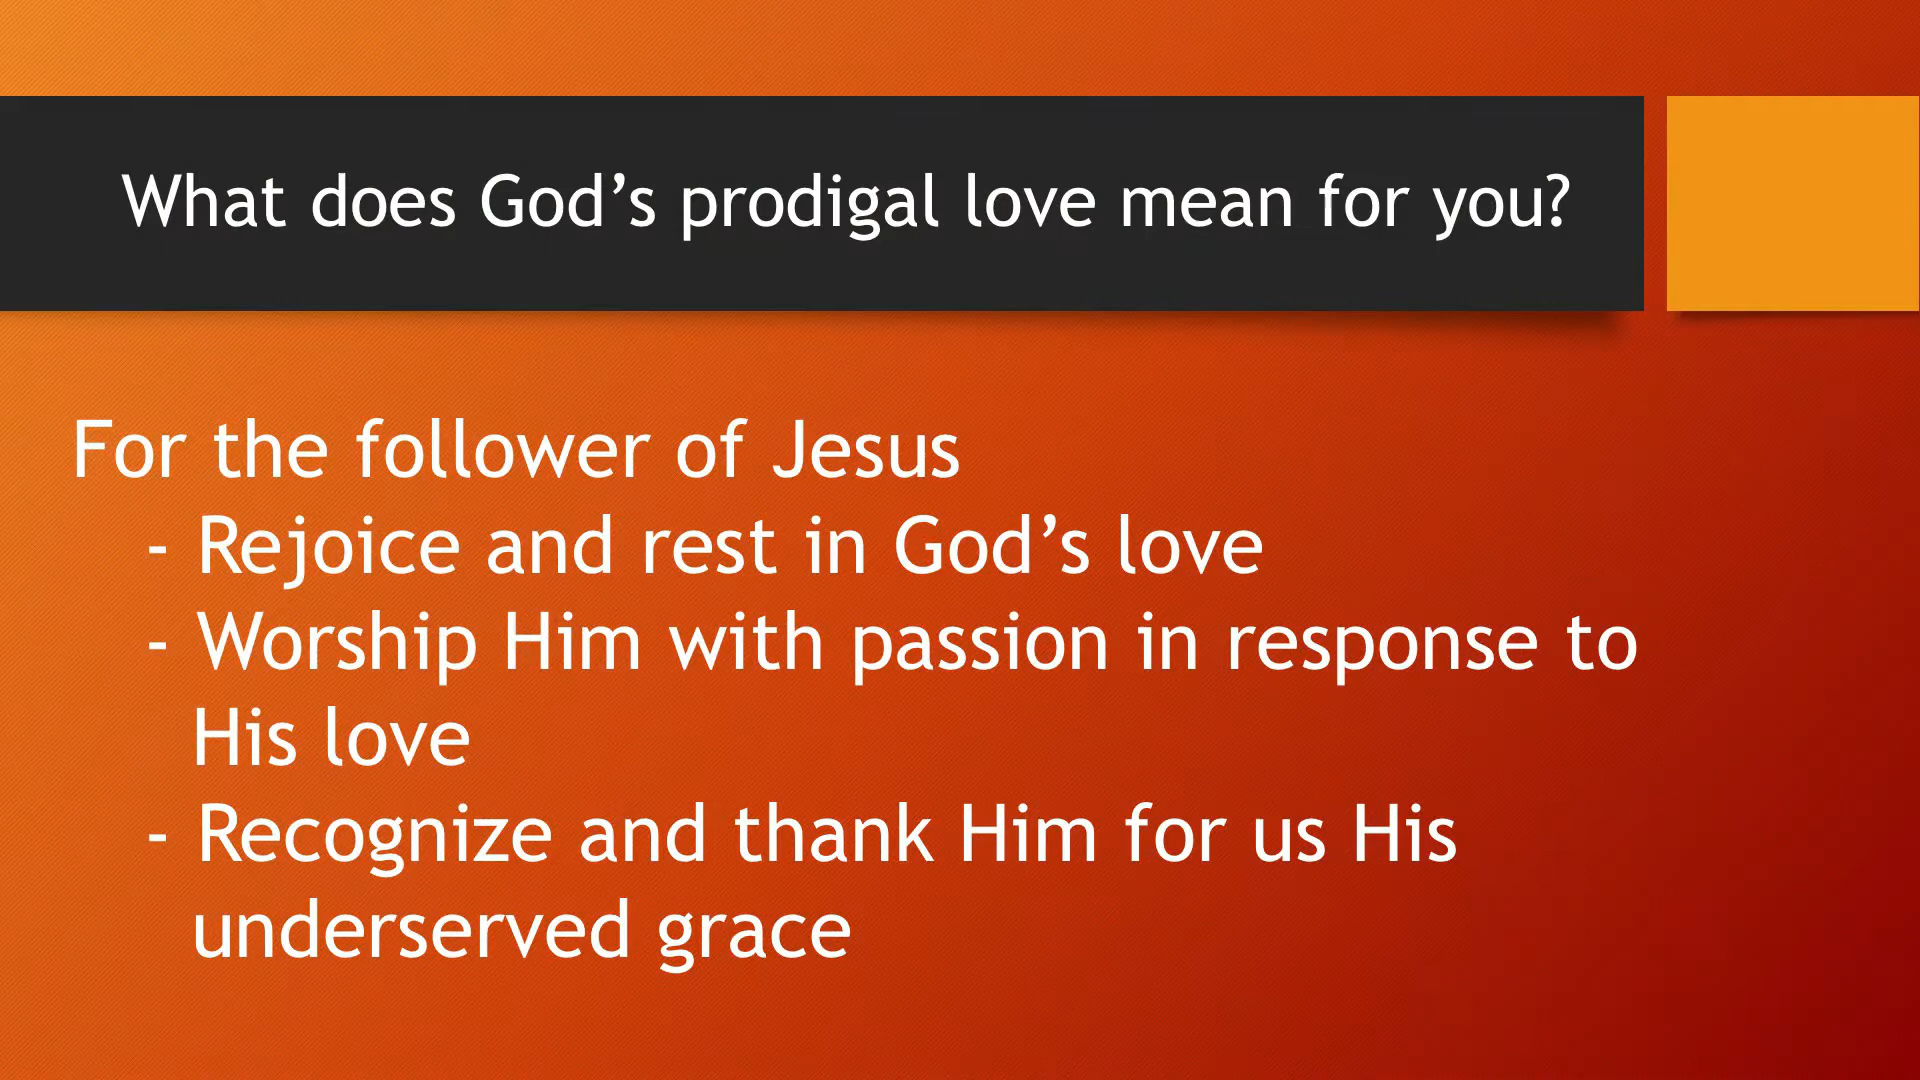 What does God’s prodigal love mean for you?
For the follower of Jesus
- Rejoice and rest in God’s love
- Worship Him with passion in response to
His love
- Recognize and thank Him for us His
underserved grace